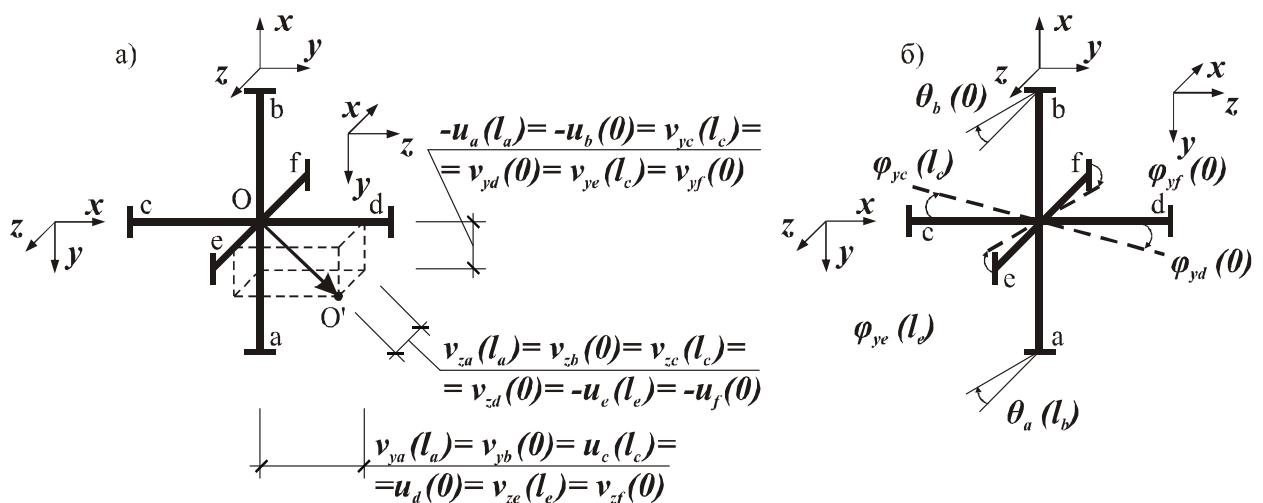 а)
x
y
z
b
x
z
y
f
c
O
d
x
z
y
e
O'
a
-u_a(l_a)= -u_b(0)= v_yc(l_c)=
= v_yd(0)= v_ye(l_c)= v_yf(0)
v_za(l_a)= v_zb(0)= v_zc(l_c)=
= v_zd(0)= -u_e(l_e)= -u_f(0)
v_ya(l_a)= v_yb(0)= u_c(l_c)=
=u_d(0)= v_ze(l_e)= v_zf(0)
б)
x
y
z
b
θ_b(0)
x
z
y
f
φ_yc(l_c)
φ_yf(0)
c
d
x
z
y
e
φ_yd(0)
φ_ye(l_e)
a
θ_a(l_b)